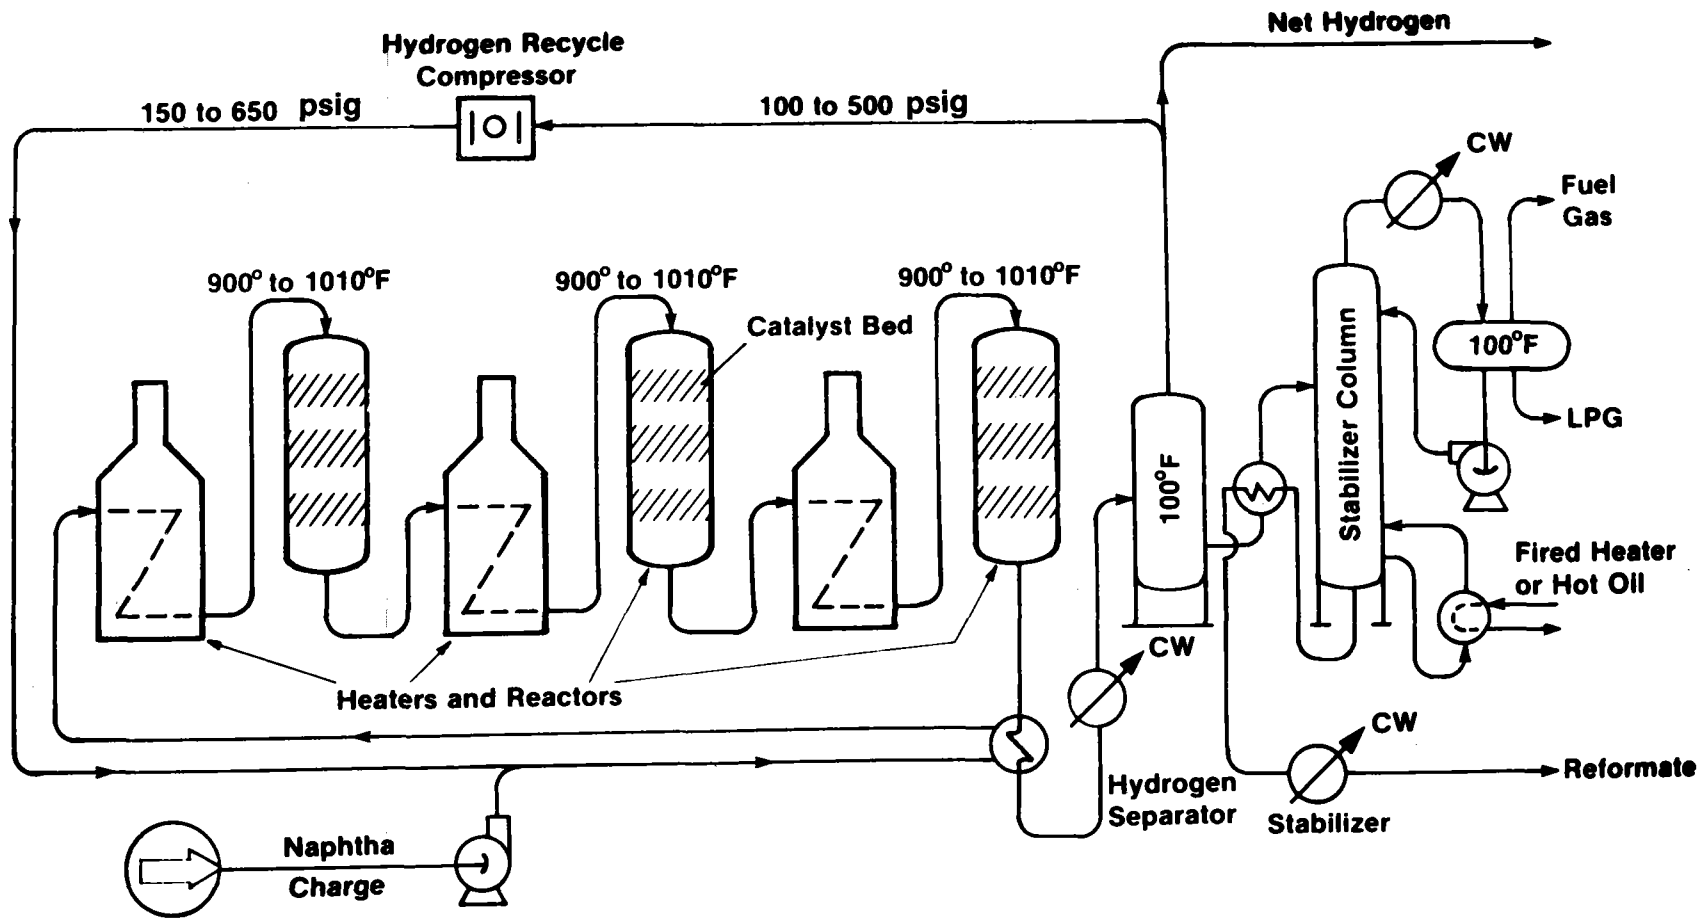 Net Hydrogen
Hydrogen Recycle
Compressor
150 to 650 psig
100 to 500 psig
CW
Fuel
Gas
900° to 1010°F
900° to 1010°F
900° to 1010°F
Catalyst Bed
100°F
LPG
Stabilizer Column
100°F
Fired Heater
or Hot Oil
CW
Heaters and Reactors
CW
Reformate
Hydrogen
Separator
Stabilizer
Naphtha
Charge